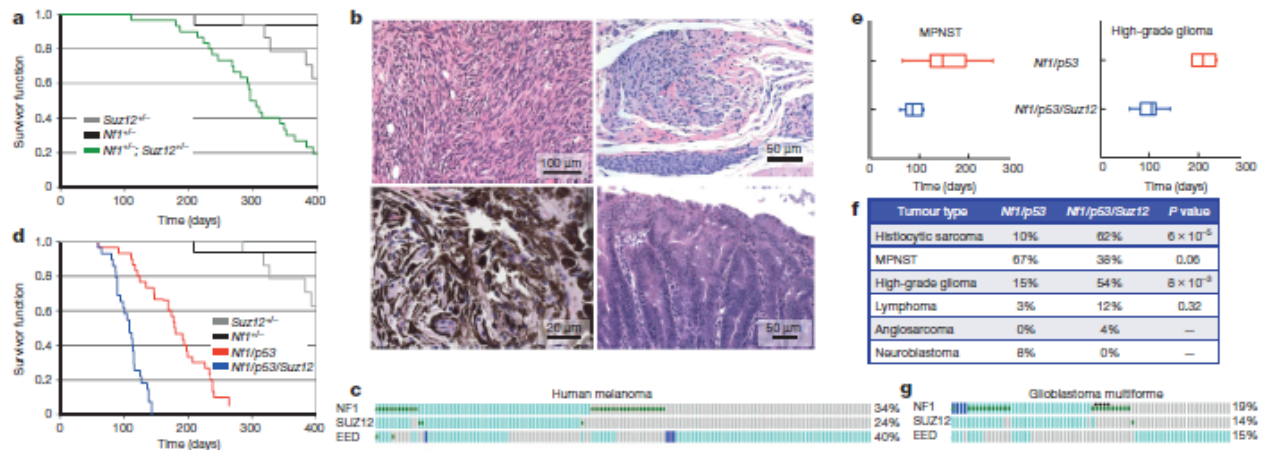 a
1.0
0.8
0.6
0.4
0.2
0
Survivor function
Suz12+/–
Nf1+/–
Nf1+/–; Suz12+/–
0 100 200 300 400
Time (days)
b
100 µm
50 µm
20 µm
50 µm
c
Human melanoma
NF1 34%
SUZ12 24%
EED 40%
d
1.0
0.8
0.6
0.4
0.2
0
Survivor function
Suz12+/–
Nf1+/–
Nf1/p53
Nf1/p53/Suz12
0 100 200 300 400
Time (days)
e
MPNST
High-grade glioma
Nf1/p53
Nf1/p53/Suz12
0 100 200 300
Time (days)
0 100 200 300
Time (days)
f
Tumour type Nf1/p53 Nf1/p53/Suz12 P value
Histiocytic sarcoma 10% 62% 6 × 10–5
MPNST 67% 38% 0.06
High-grade glioma 15% 54% 8 × 10–3
Lymphoma 3% 12% 0.32
Angiosarcoma 0% 4% —
Neuroblastoma 8% 0% —
g
Glioblastoma multiforme
NF1 19%
SUZ12 14%
EED 15%